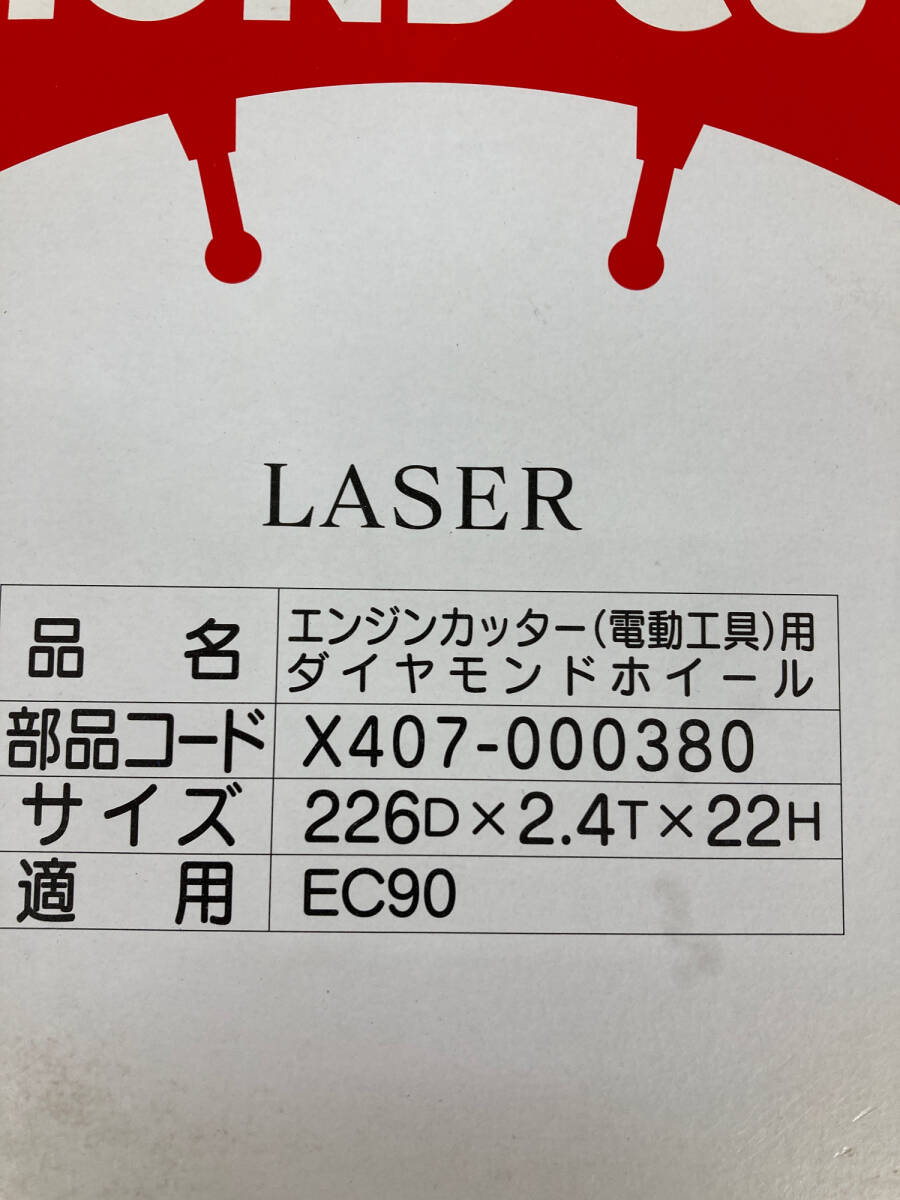 LASER
品名 エンジンカッター(電動工具)用
ダイヤモンドホイール
部品コード X407-000380
サイズ 226D×2.4T×22H
適用 EC90